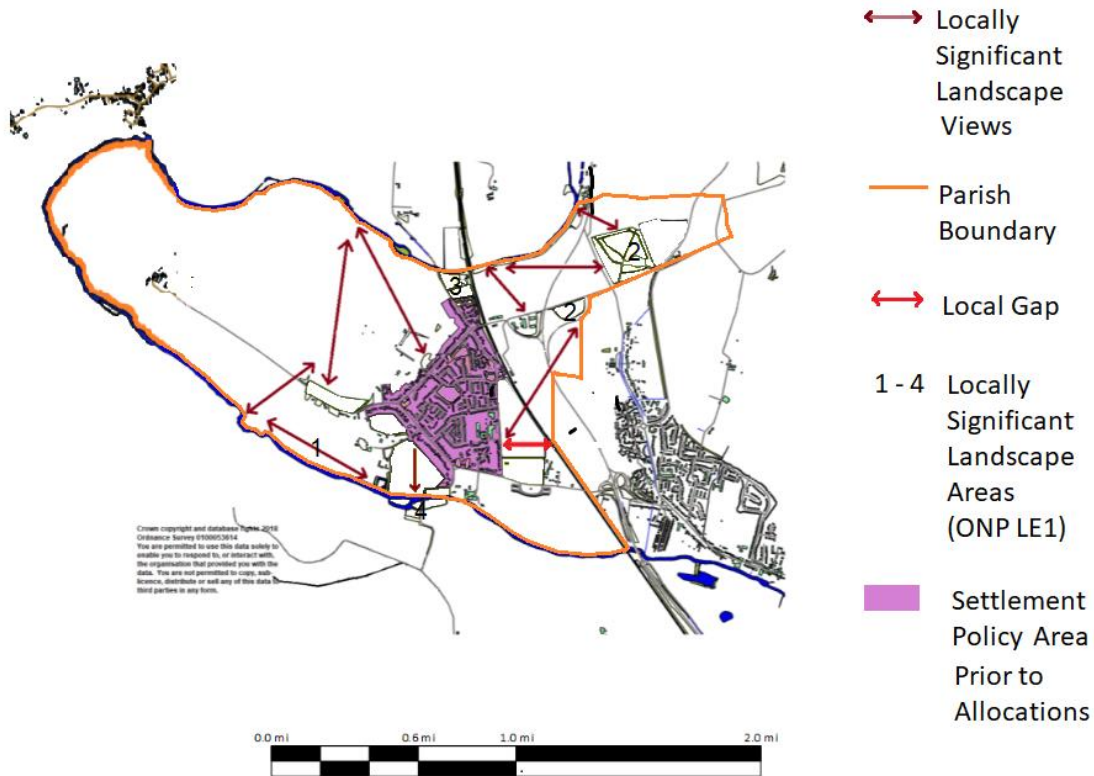 Locally
Significant
Landscape
Views
Parish
Boundary
Local Gap
1 - 4 Locally
Significant
Landscape
Areas
(ONP LE1)
Settlement
Policy Area
Prior to
Allocations
2
3
2
1
4
Crown copyright and database rights 2018
Ordnance Survey 0100053614
You are permitted to use this data solely to
enable you to respond to, or interact with,
the organisation that provided you with the
data. You are not permitted to copy, sub-
licence, distribute or sell any of this data to
third parties in any form.
0.0 mi 0.6 mi 1.0 mi 2.0 mi